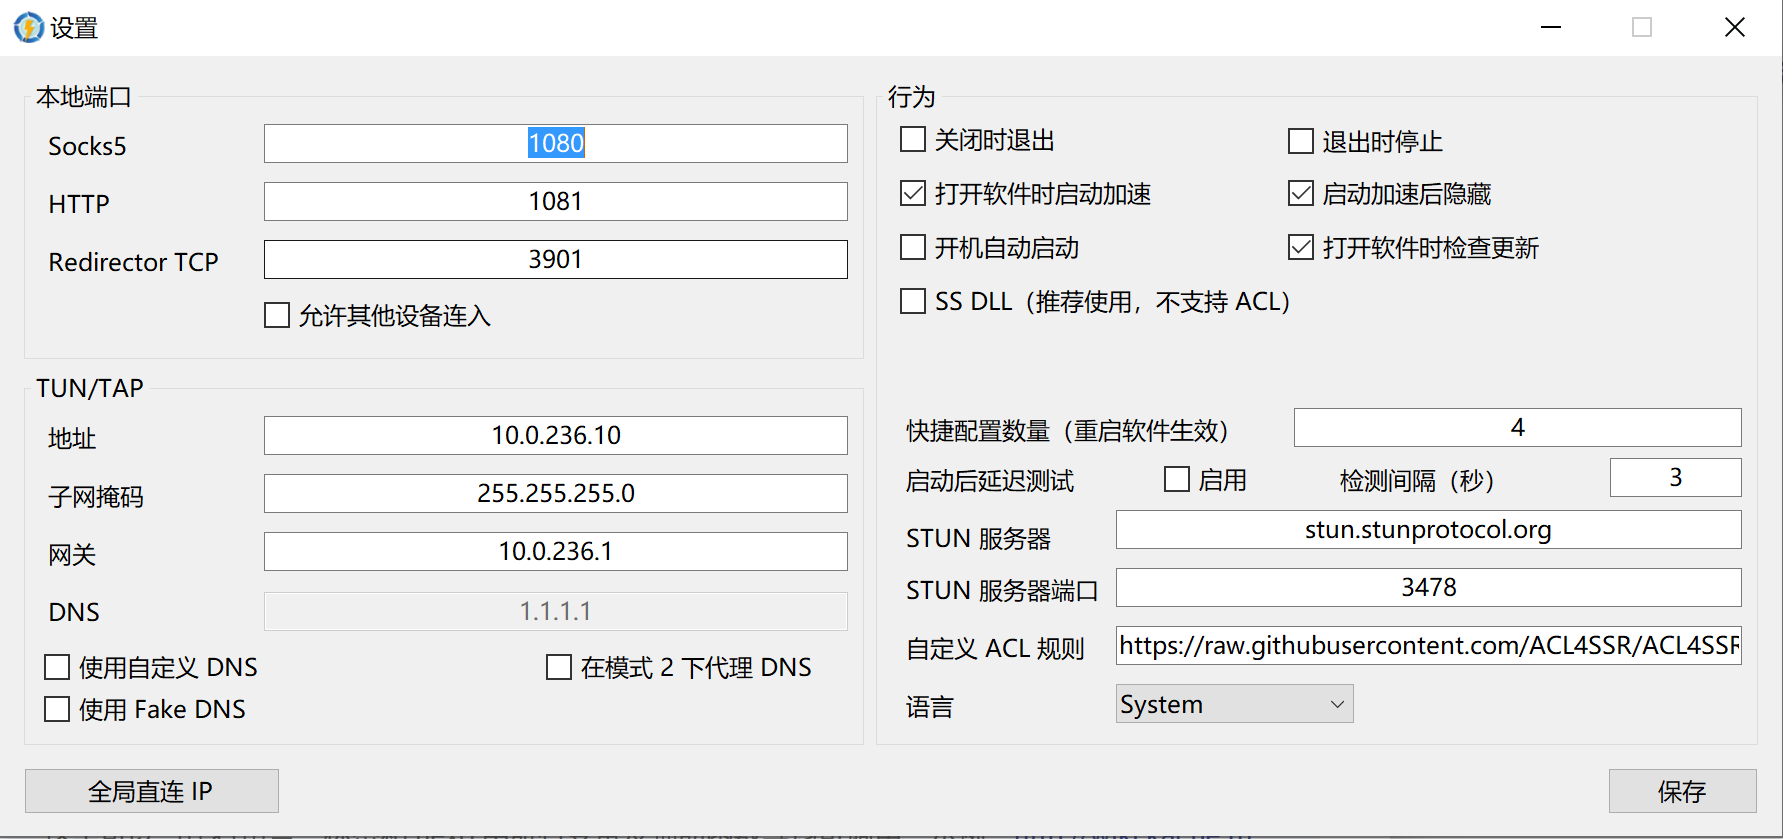 设置
本地端口
Socks5
1080
HTTP
1081
Redirector TCP
3901
允许其他设备连入
TUN/TAP
地址
10.0.236.10
子网掩码
255.255.255.0
网关
10.0.236.1
DNS
1.1.1.1
使用自定义 DNS
在模式 2 下代理 DNS
使用 Fake DNS
全局直连 IP
行为
关闭时退出
退出时停止
打开软件时启动加速
启动加速后隐藏
开机自动启动
打开软件时检查更新
SS DLL（推荐使用，不支持 ACL）
快捷配置数量（重启软件生效）
4
启动后延迟测试
启用
检测间隔（秒）
3
STUN 服务器
stun.stunprotocol.org
STUN 服务器端口
3478
自定义 ACL 规则
https://raw.githubusercontent.com/ACL4SSR/ACL4SSR
语言
System
保存